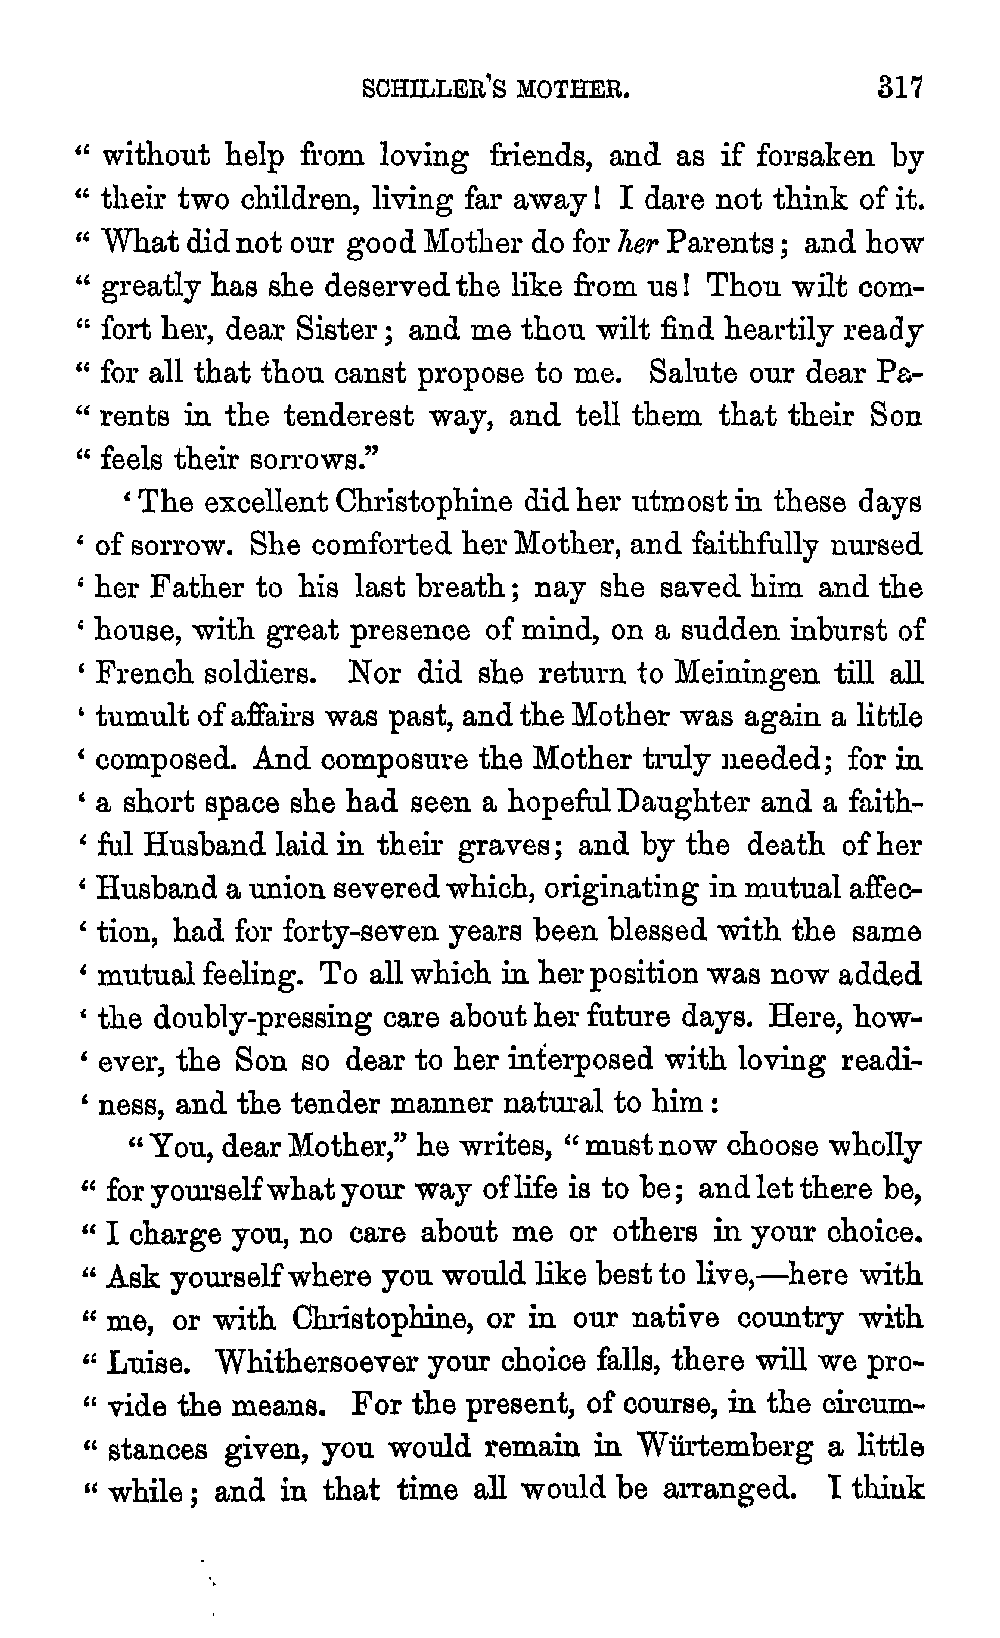 SCHILLER'S MOTHER. 317
“ without help from loving friends, and as if forsaken by
“ their two children, living far away! I dare not think of it.
“ What did not our good Mother do for her Parents; and how
“ greatly has she deserved the like from us! Thou wilt com-
“ fort her, dear Sister; and me thou wilt find heartily ready
“ for all that thou canst propose to me. Salute our dear Pa-
“ rents in the tenderest way, and tell them that their Son
“ feels their sorrows.”
‘ The excellent Christophine did her utmost in these days
‘ of sorrow. She comforted her Mother, and faithfully nursed
‘ her Father to his last breath; nay she saved him and the
‘ house, with great presence of mind, on a sudden inburst of
‘ French soldiers. Nor did she return to Meiningen till all
‘ tumult of affairs was past, and the Mother was again a little
‘ composed. And composure the Mother truly needed; for in
‘ a short space she had seen a hopeful Daughter and a faith-
‘ ful Husband laid in their graves; and by the death of her
‘ Husband a union severed which, originating in mutual affec-
‘ tion, had for forty-seven years been blessed with the same
‘ mutual feeling. To all which in her position was now added
‘ the doubly-pressing care about her future days. Here, how-
‘ ever, the Son so dear to her interposed with loving readi-
‘ ness, and the tender manner natural to him:
“ You, dear Mother,” he writes, “ must now choose wholly
“ for yourself what your way of life is to be; and let there be,
“ I charge you, no care about me or others in your choice.
“ Ask yourself where you would like best to live,—here with
“ me, or with Christophine, or in our native country with
“ Luise. Whithersoever your choice falls, there will we pro-
“ vide the means. For the present, of course, in the circum-
“ stances given, you would remain in Würtemberg a little
“ while; and in that time all would be arranged. I think